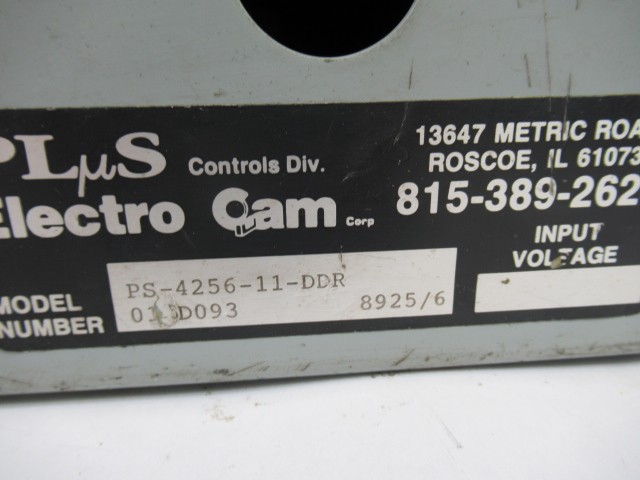 PLµS Controls Div.
Electro Cam Corp
13647 METRIC ROA
ROSCOE, IL 61073
815-389-262
INPUT
VOLTAGE
MODEL
NUMBER
PS-4256-11-DDR
8925/6